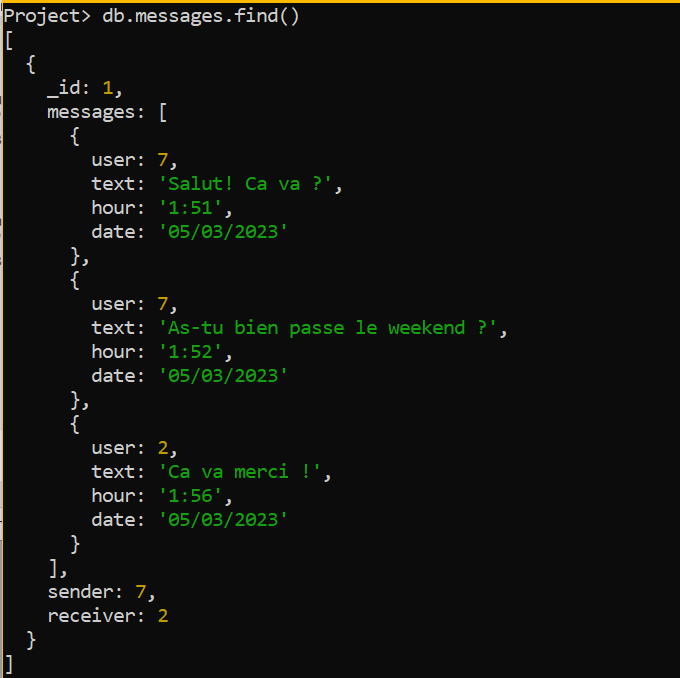 Project> db.messages.find()
[
  {
    _id: 1,
    messages: [
      {
        user: 7,
        text: 'Salut! Ca va ?',
        hour: '1:51',
        date: '05/03/2023'
      },
      {
        user: 7,
        text: 'As-tu bien passe le weekend ?',
        hour: '1:52',
        date: '05/03/2023'
      },
      {
        user: 2,
        text: 'Ca va merci !',
        hour: '1:56',
        date: '05/03/2023'
      }
    ],
    sender: 7,
    receiver: 2
  }
]